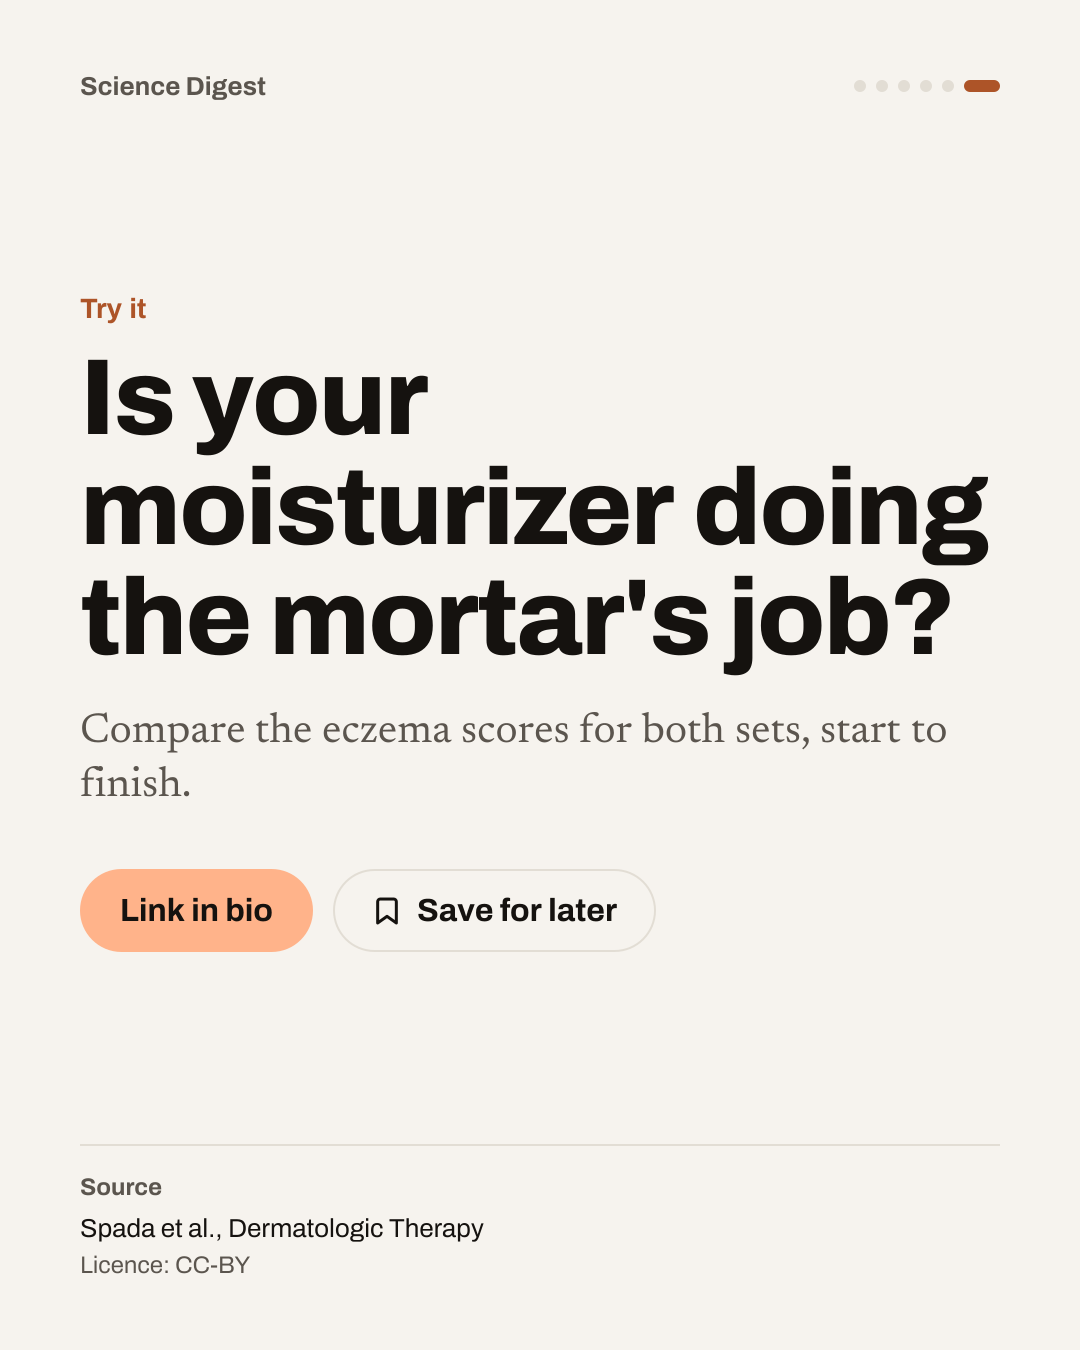 Science Digest
Try it
Is your
moisturizer doing
the mortar's job?
Compare the eczema scores for both sets, start to
finish.
Link in bio
Save for later
Source
Spada et al., Dermatologic Therapy
Licence: CC-BY